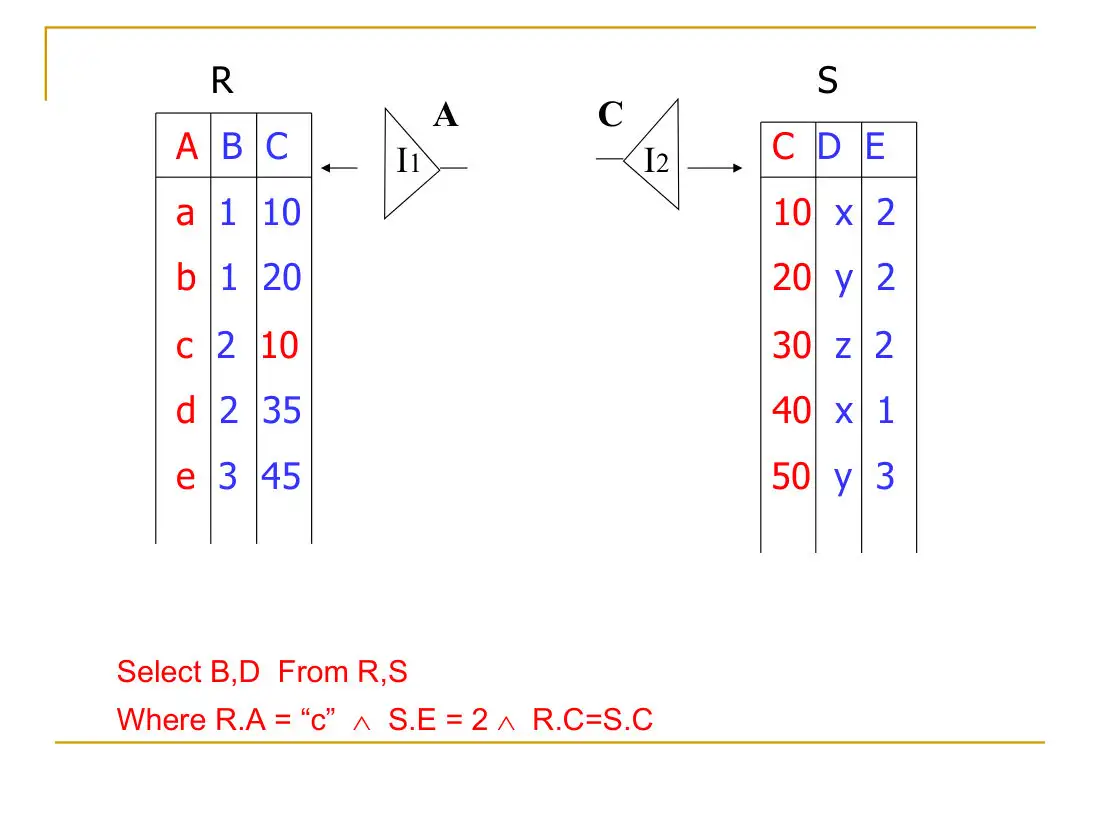 R S
A C
A B C I1 I2 C D E
a 1 10 10 x 2
b 1 20 20 y 2
c 2 10 30 z 2
d 2 35 40 x 1
e 3 45 50 y 3
Select B,D From R,S
Where R.A = “c” ∧ S.E = 2 ∧ R.C=S.C